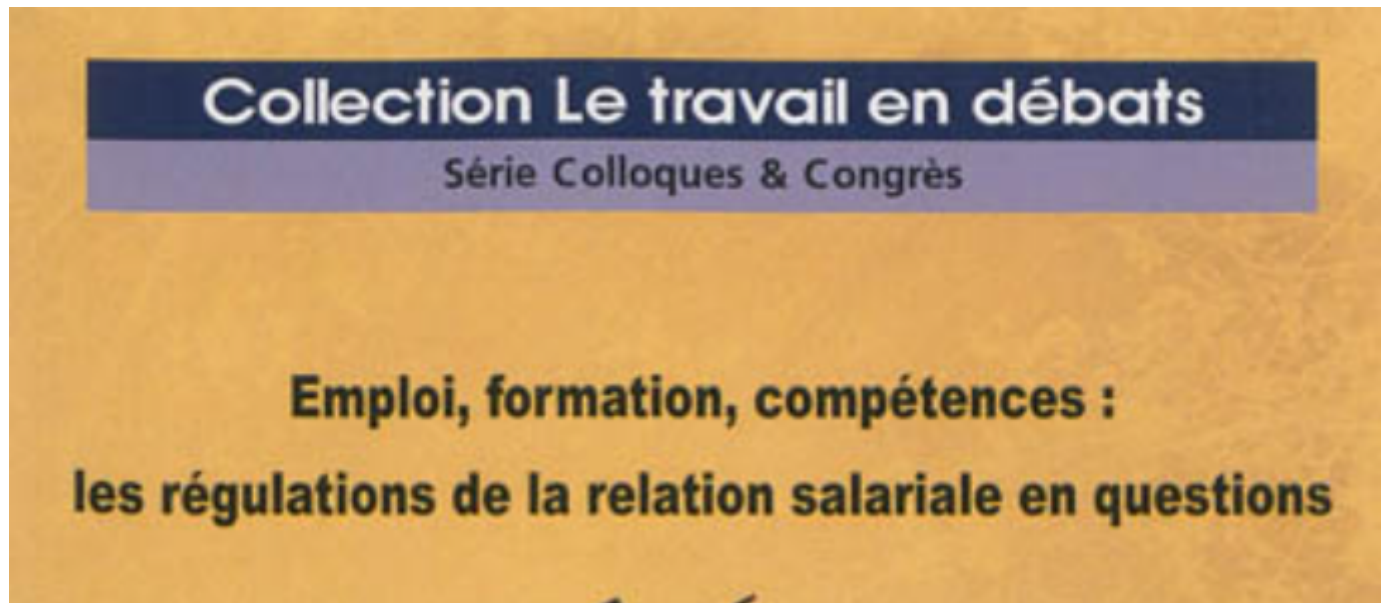 Collection Le travail en débats
Série Colloques & Congrès
Emploi, formation, compétences :
les régulations de la relation salariale en questions